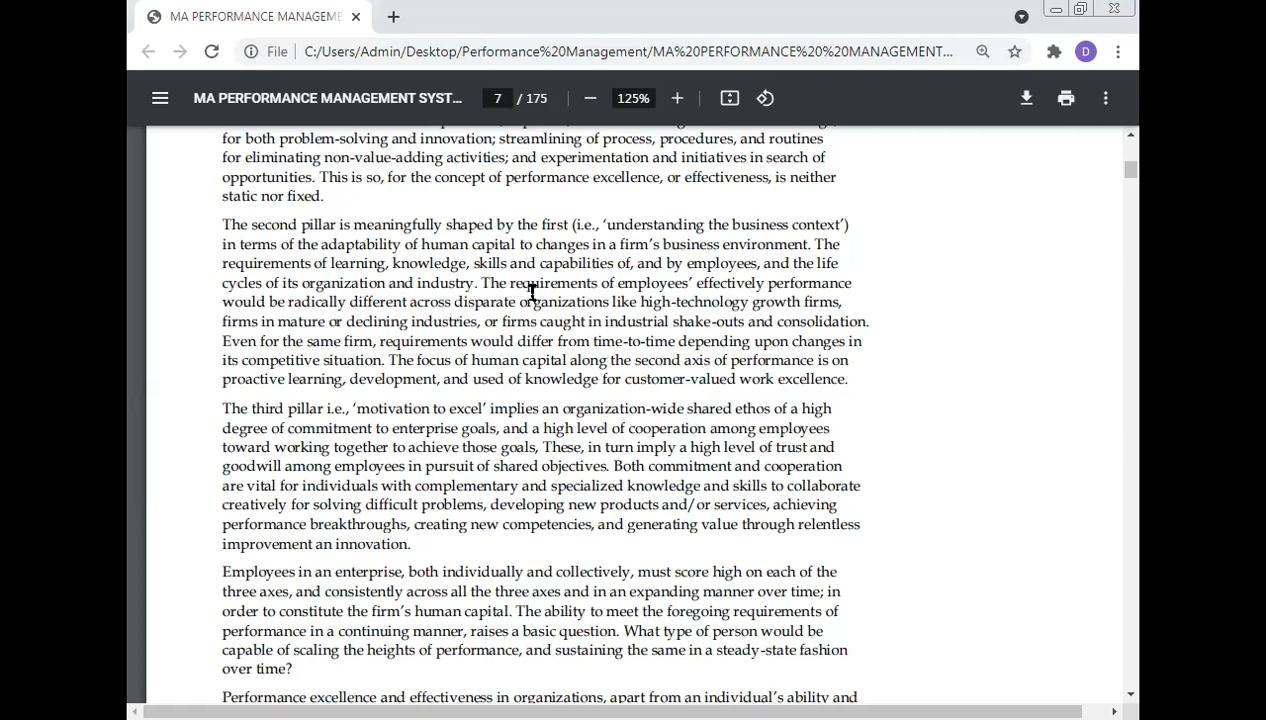 MA PERFORMANCE MANAGEME
File
C:/Users/Admin/Desktop/Performance%20Management/MA%20PERFORMANCE%20%20MANAGEMENT...
D
MA PERFORMANCE MANAGEMENT SYST...
7 / 175
125%
for both problem-solving and innovation; streamlining of process, procedures, and routines
for eliminating non-value-adding activities; and experimentation and initiatives in search of
opportunities. This is so, for the concept of performance excellence, or effectiveness, is neither
static nor fixed.
The second pillar is meaningfully shaped by the first (i.e., ‘understanding the business context’)
in terms of the adaptability of human capital to changes in a firm’s business environment. The
requirements of learning, knowledge, skills and capabilities of, and by employees, and the life
cycles of its organization and industry. The requirements of employees’ effectively performance
would be radically different across disparate organizations like high-technology growth firms,
firms in mature or declining industries, or firms caught in industrial shake-outs and consolidation.
Even for the same firm, requirements would differ from time-to-time depending upon changes in
its competitive situation. The focus of human capital along the second axis of performance is on
proactive learning, development, and used of knowledge for customer-valued work excellence.
The third pillar i.e., ‘motivation to excel’ implies an organization-wide shared ethos of a high
degree of commitment to enterprise goals, and a high level of cooperation among employees
toward working together to achieve those goals, These, in turn imply a high level of trust and
goodwill among employees in pursuit of shared objectives. Both commitment and cooperation
are vital for individuals with complementary and specialized knowledge and skills to collaborate
creatively for solving difficult problems, developing new products and/or services, achieving
performance breakthroughs, creating new competencies, and generating value through relentless
improvement an innovation.
Employees in an enterprise, both individually and collectively, must score high on each of the
three axes, and consistently across all the three axes and in an expanding manner over time; in
order to constitute the firm’s human capital. The ability to meet the foregoing requirements of
performance in a continuing manner, raises a basic question. What type of person would be
capable of scaling the heights of performance, and sustaining the same in a steady-state fashion
over time?
Performance excellence and effectiveness in organizations, apart from an individual’s ability and